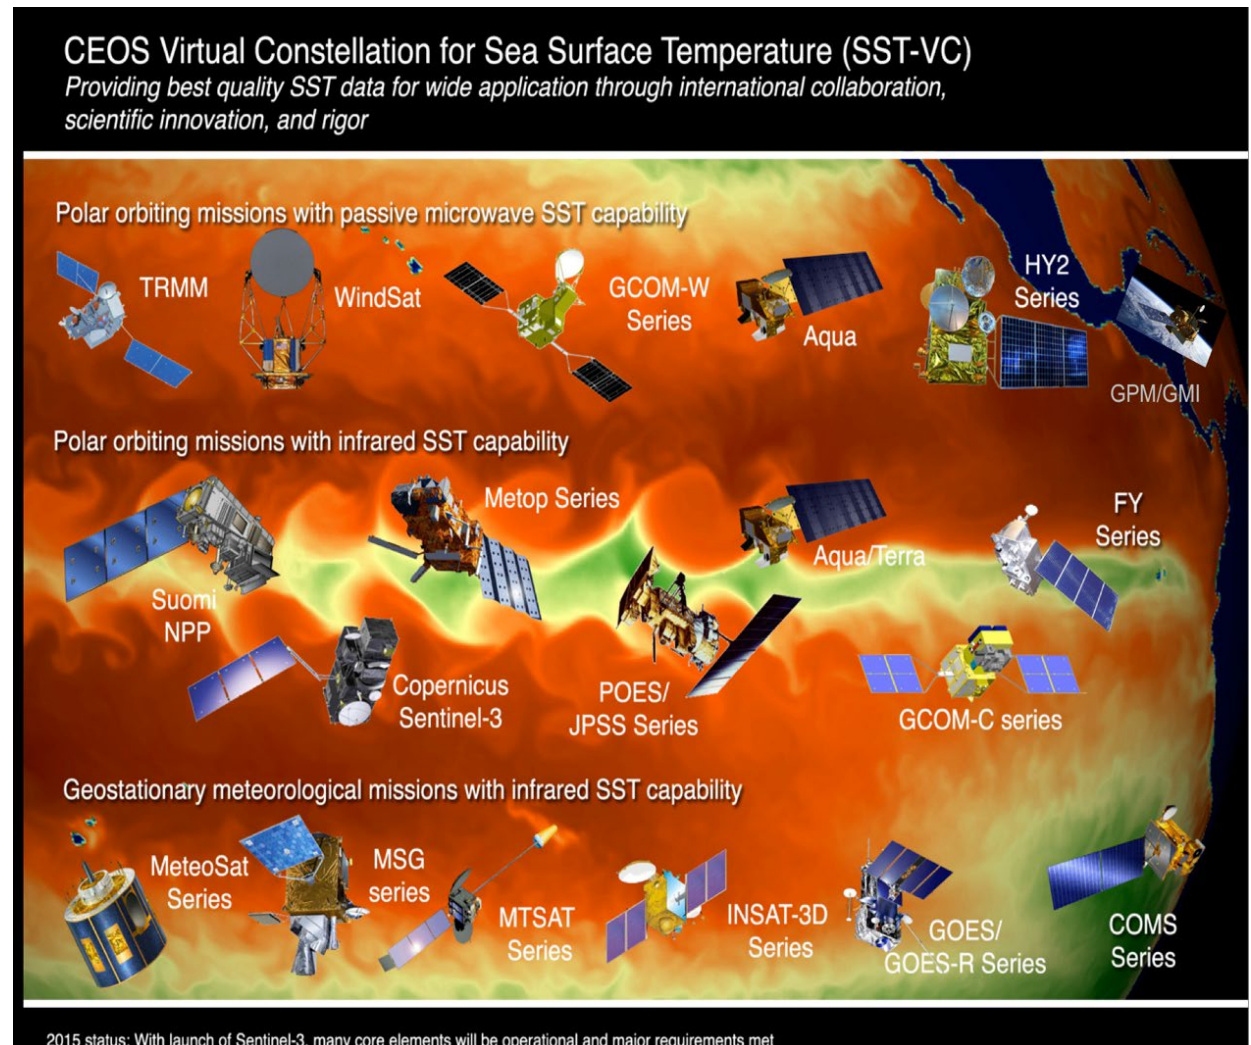 CEOS Virtual Constellation for Sea Surface Temperature (SST-VC)
Providing best quality SST data for wide application through international collaboration,
scientific innovation, and rigor
Polar orbiting missions with passive microwave SST capability
TRMM
WindSat
GCOM-W
Series
Aqua
HY2
Series
GPM/GMI
Polar orbiting missions with infrared SST capability
Suomi
NPP
Metop Series
Aqua/Terra
FY
Series
Copernicus
Sentinel-3
POES/
JPSS Series
GCOM-C series
Geostationary meteorological missions with infrared SST capability
MeteoSat
Series
MSG
series
MTSAT
Series
INSAT-3D
Series
GOES/
GOES-R Series
COMS
Series
2015 status: With launch of Sentinel-3, many core elements will be operational and major requirements met